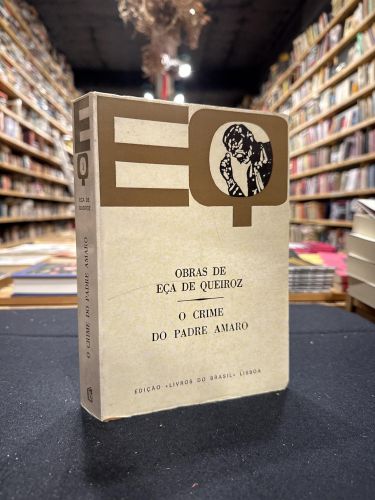 EQ
OBRAS DE
EÇA DE QUEIROZ
O CRIME
DO PADRE AMARO
EDIÇÃO «LIVROS DO BRASIL» LISBOA
EQ
EÇA DE
QUEIROZ
O CRIME DO PADRE AMARO